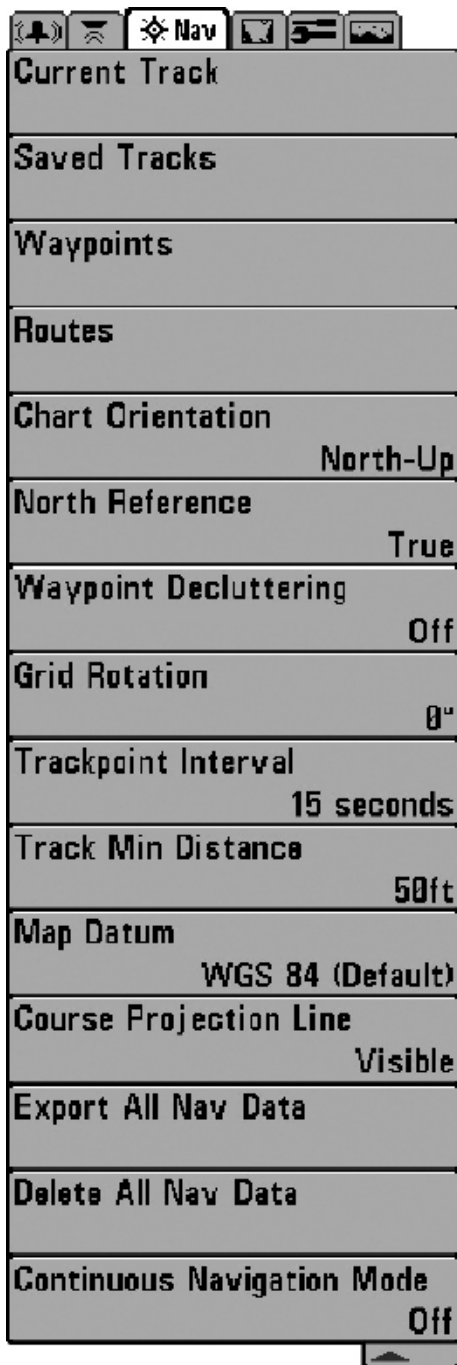 Nav
Current Track
Saved Tracks
Waypoints
Routes
Chart Orientation
North-Up
North Reference
True
Waypoint Decluttering
Off
Grid Rotation
0°
Trackpoint Interval
15 seconds
Track Min Distance
50ft
Map Datum
WGS 84 (Default)
Course Projection Line
Visible
Export All Nav Data
Delete All Nav Data
Continuous Navigation Mode
Off